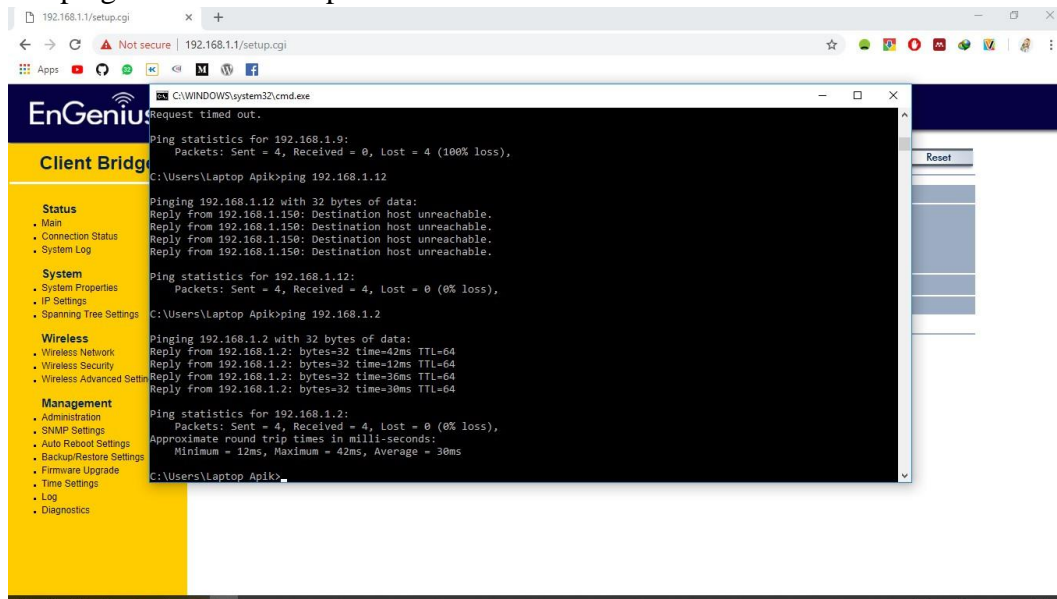 192.168.1.1/setup.cgi
Not secure | 192.168.1.1/setup.cgi
Apps
EnGenius
Client Bridg
Reset
Status
Main
Connection Status
System Log
System
System Properties
IP Settings
Spanning Tree Settings
Wireless
Wireless Network
Wireless Security
Wireless Advanced Settin
Management
Administration
SNMP Settings
Auto Reboot Settings
Backup/Restore Settings
Firmware Upgrade
Time Settings
Log
Diagnostics
C:\WINDOWS\system32\cmd.exe
Request timed out.
Ping statistics for 192.168.1.9:
Packets: Sent = 4, Received = 0, Lost = 4 (100% loss),
C:\Users\Laptop Apik>ping 192.168.1.12
Pinging 192.168.1.12 with 32 bytes of data:
Reply from 192.168.1.150: Destination host unreachable.
Reply from 192.168.1.150: Destination host unreachable.
Reply from 192.168.1.150: Destination host unreachable.
Reply from 192.168.1.150: Destination host unreachable.
Ping statistics for 192.168.1.12:
Packets: Sent = 4, Received = 4, Lost = 0 (0% loss),
C:\Users\Laptop Apik>ping 192.168.1.2
Pinging 192.168.1.2 with 32 bytes of data:
Reply from 192.168.1.2: bytes=32 time=42ms TTL=64
Reply from 192.168.1.2: bytes=32 time=12ms TTL=64
Reply from 192.168.1.2: bytes=32 time=36ms TTL=64
Reply from 192.168.1.2: bytes=32 time=30ms TTL=64
Ping statistics for 192.168.1.2:
Packets: Sent = 4, Received = 4, Lost = 0 (0% loss),
Approximate round trip times in milli-seconds:
Minimum = 12ms, Maximum = 42ms, Average = 30ms
C:\Users\Laptop Apik>